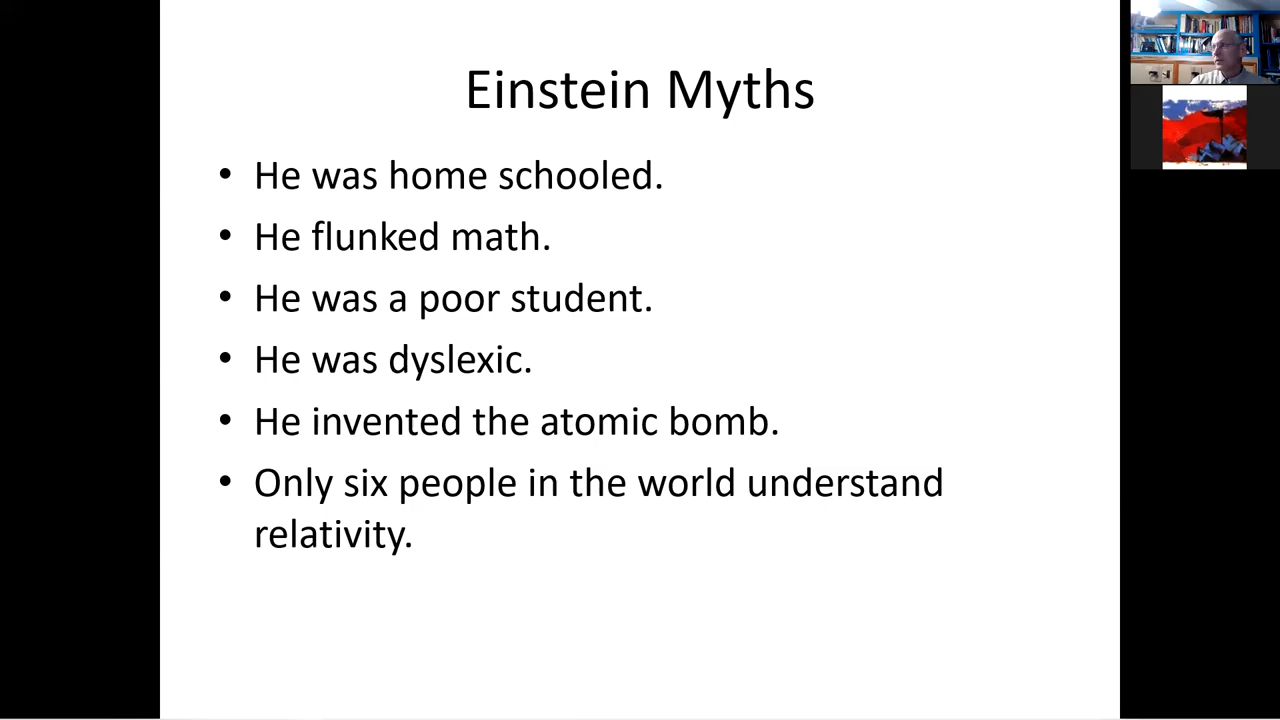 Einstein Myths
• He was home schooled.
• He flunked math.
• He was a poor student.
• He was dyslexic.
• He invented the atomic bomb.
• Only six people in the world understand
relativity.